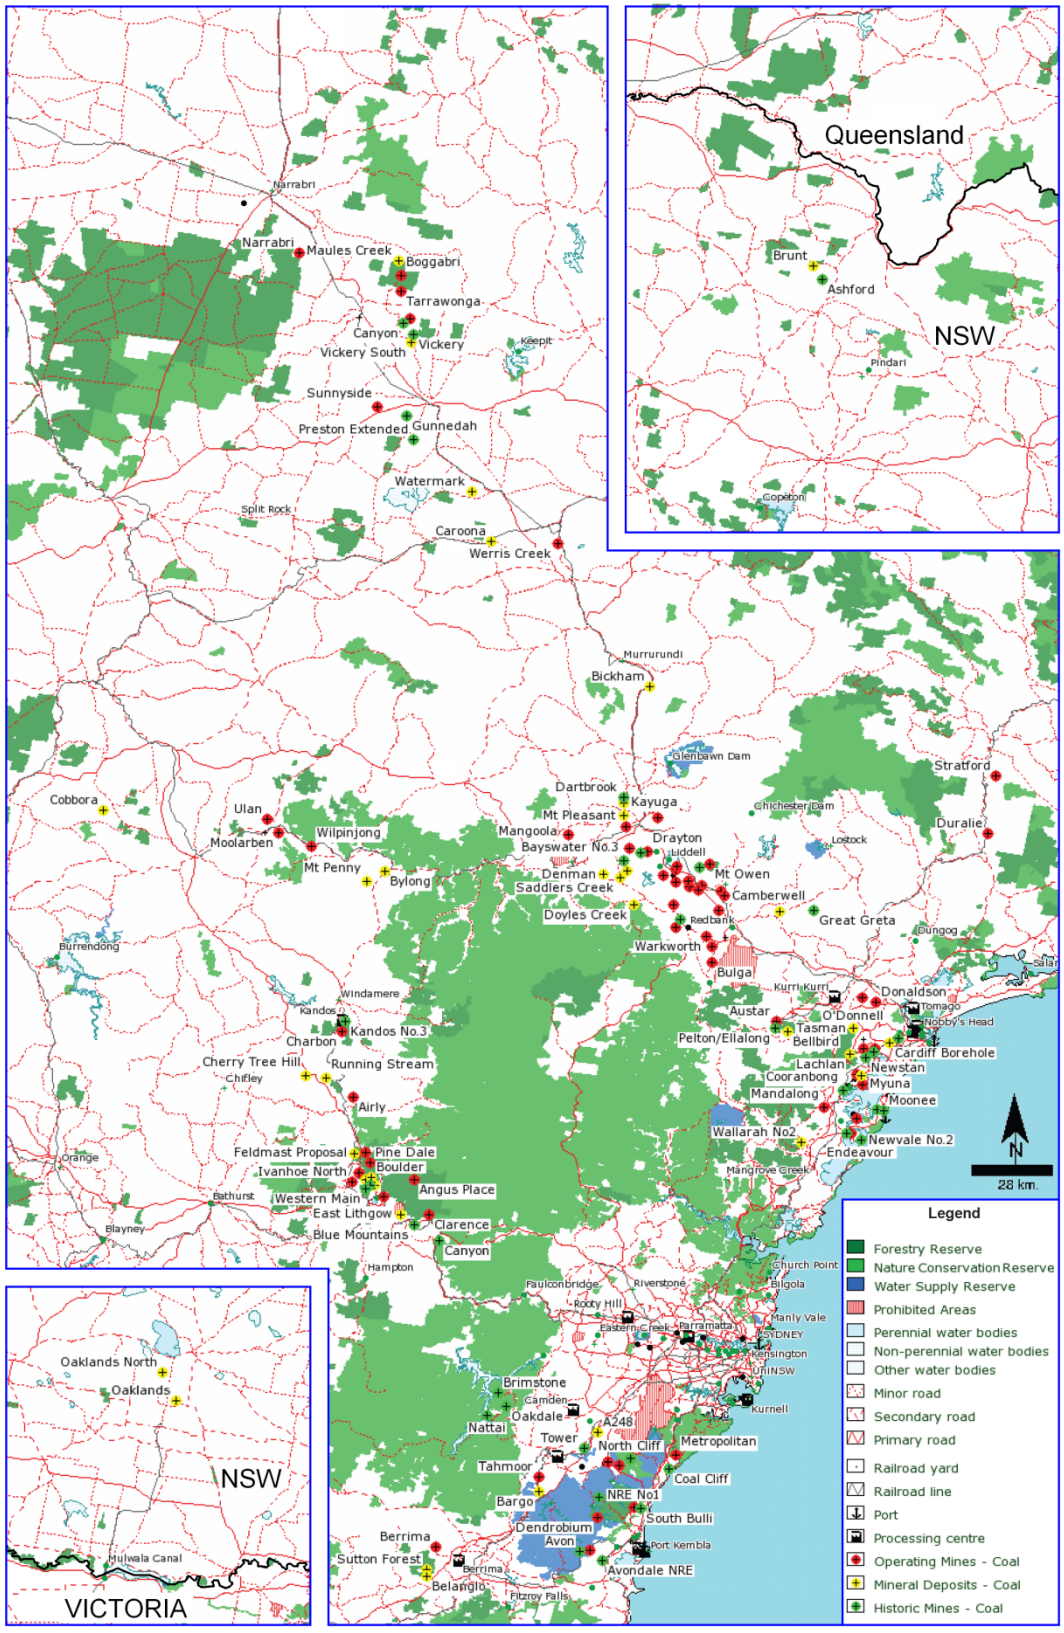 Narrabri
Narrabri
Maules Creek
Boggabri
Tarrawonga
Canyon
Vickery
Vickery South
Keepit
Sunnyside
Preston Extended
Gunnedah
Watermark
Split Rock
Caroona
Werris Creek
Queensland
Brunt
Ashford
NSW
Pindari
Copeton
Murrurundi
Bickham
Glenbawn Dam
Stratford
Dartbrook
Kayuga
Chichester Dam
Cobbora
Ulan
Mt Pleasant
Duralie
Moolarben
Wilpinjong
Mangoola
Drayton
Bayswater No.3
Liddell
Lostock
Mt Penny
Bylong
Denman
Mt Owen
Saddlers Creek
Camberwell
Doyles Creek
Redbank
Great Greta
Dungog
Burrendong
Warkworth
Bulga
Salar
Windamere
Kurri Kurri
Donaldson
Kandos
Austar
O'Donnell
Tomago
Kandos No.3
Charbon
Pelton/Ellalong
Tasman
Nobby's Head
Bellbird
Cardiff Borehole
Cherry Tree Hill
Running Stream
Lachlan
Newstan
Chifley
Cooranbong
Myuna
Mandalong
Moonee
Airly
Wallarah No2
Newvale No.2
Endeavour
Feldmast Proposal
Pine Dale
Orange
Ivanhoe North
Boulder
Mangrove Creek
N
28 km.
Angus Place
Western Main
Bathurst
East Lithgow
Clarence
Blayney
Blue Mountains
Canyon
Hampton
Church Point
Faulconbridge
Riverstone
Bilgola
Rooty Hill
Manly Vale
Eastern Creek
Parramatta
SYDNEY
Kensington
UniNSW
Oaklands North
Oaklands
NSW
Mulwala Canal
VICTORIA
Brimstone
Camden
Oakdale
Nattai
Kurnell
A248
Tower
North Cliff
Metropolitan
Tahmoor
Coal Cliff
Bargo
NRE No1
South Bulli
Dendrobium
Berrima
Avon
Port Kembla
Sutton Forest
Berrima
Avondale NRE
Belanglo
Fitzroy Falls
Legend
Forestry Reserve
Nature Conservation Reserve
Water Supply Reserve
Prohibited Areas
Perennial water bodies
Non-perennial water bodies
Other water bodies
Minor road
Secondary road
Primary road
Railroad yard
Railroad line
Port
Processing centre
Operating Mines - Coal
Mineral Deposits - Coal
Historic Mines - Coal